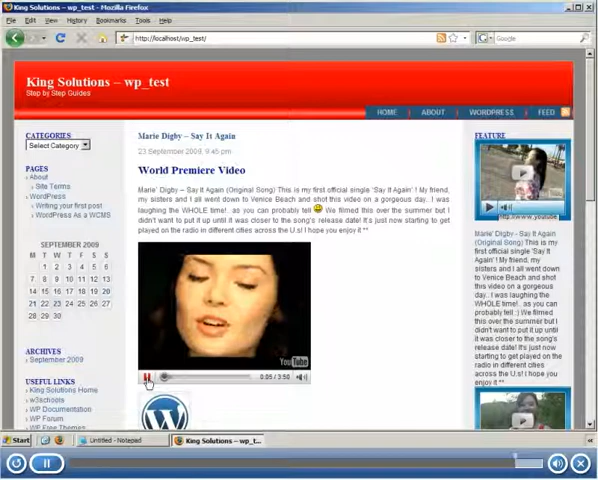 King Solutions – wp_test - Mozilla Firefox
File Edit View History Bookmarks Tools Help
http://localhost/wp_test/
Google
King Solutions – wp_test
Step by Step Guides
HOME ABOUT WORDPRESS FEED
CATEGORIES
Select Category
PAGES
About
Site Terms
WordPress
Writing your first post
WordPress As a WCMS
SEPTEMBER 2009
M T W T F S S
1 2 3 4 5 6
7 8 9 10 11 12 13
14 15 16 17 18 19 20
21 22 23 24 25 26 27
28 29 30
ARCHIVES
September 2009
USEFUL LINKS
King Solutions Home
w3schools
WP Documentation
WP Forum
WP Free Themes
Marie Digby – Say It Again
23 September 2009, 9:45 pm
World Premiere Video
Marie' Digby – Say It Again (Original Song) This is my first official single 'Say It Again' ! My friend,
my sisters and I all went down to Venice Beach and shot this video on a gorgeous day.. I was
laughing the WHOLE time!.. as you can probably tell We filmed this over the summer but I
didn't want to put it up until it was closer to the song's release date! It's just now starting to get
played on the radio in different cities across the U.s! I hope you enjoy it **
YouTube
0:05 / 3:50
FEATURE
http://www.youtube
Marie' Digby - Say It Again
(Original Song) This is my
first official single 'Say It
Again' ! My friend, my
sisters and I all went down
to Venice Beach and shot
this video on a gorgeous
day.. I was laughing the
WHOLE time!.. as you can
probably tell ;) We filmed
this over the summer but I
didn't want to put it up until
it was closer to the song's
release date! It's just now
starting to get played on
the radio in different cities
across the U.s! I hope you
enjoy it **
Start
Untitled - Notepad
King Solutions – wp_t...